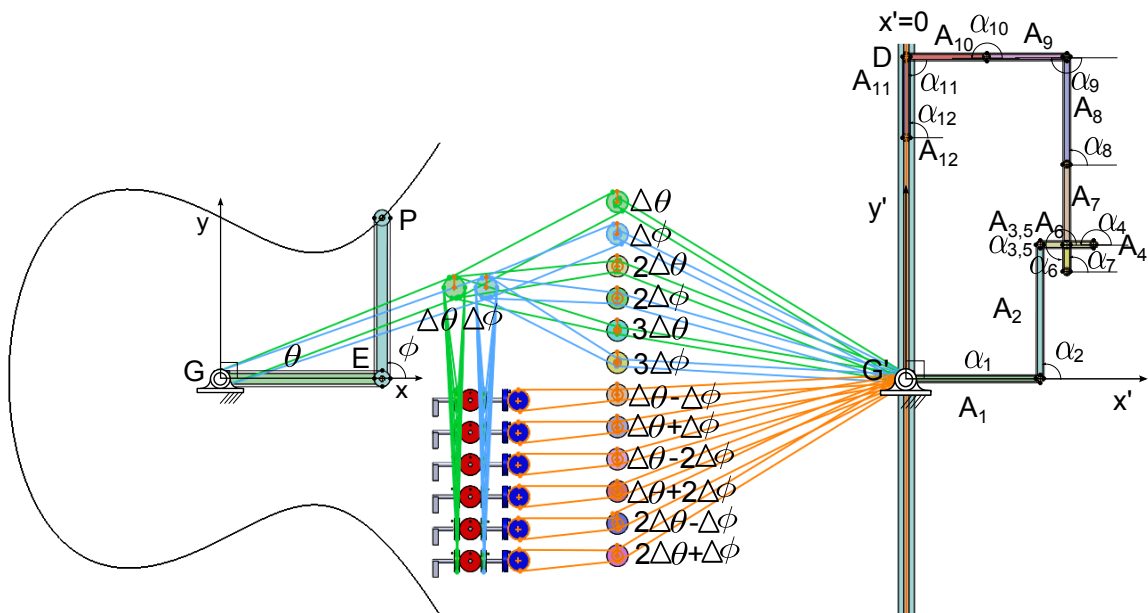 y
P
G
θ
E
ϕ
x
Δθ Δϕ
Δθ
Δϕ
2Δθ
2Δϕ
3Δθ
3Δϕ
Δθ-Δϕ
Δθ+Δϕ
Δθ-2Δϕ
Δθ+2Δϕ
2Δθ-Δϕ
2Δθ+Δϕ
x'=0
D
A₁₀
α₁₀
A₉
A₁₁
α₁₁
α₉
α₁₂
A₈
A₁₂
α₈
y'
A₇
A₃,₅
A₆
α₄
A₄
α₃,₅
α₆
α₇
A₂
G'
α₁
α₂
A₁
x'